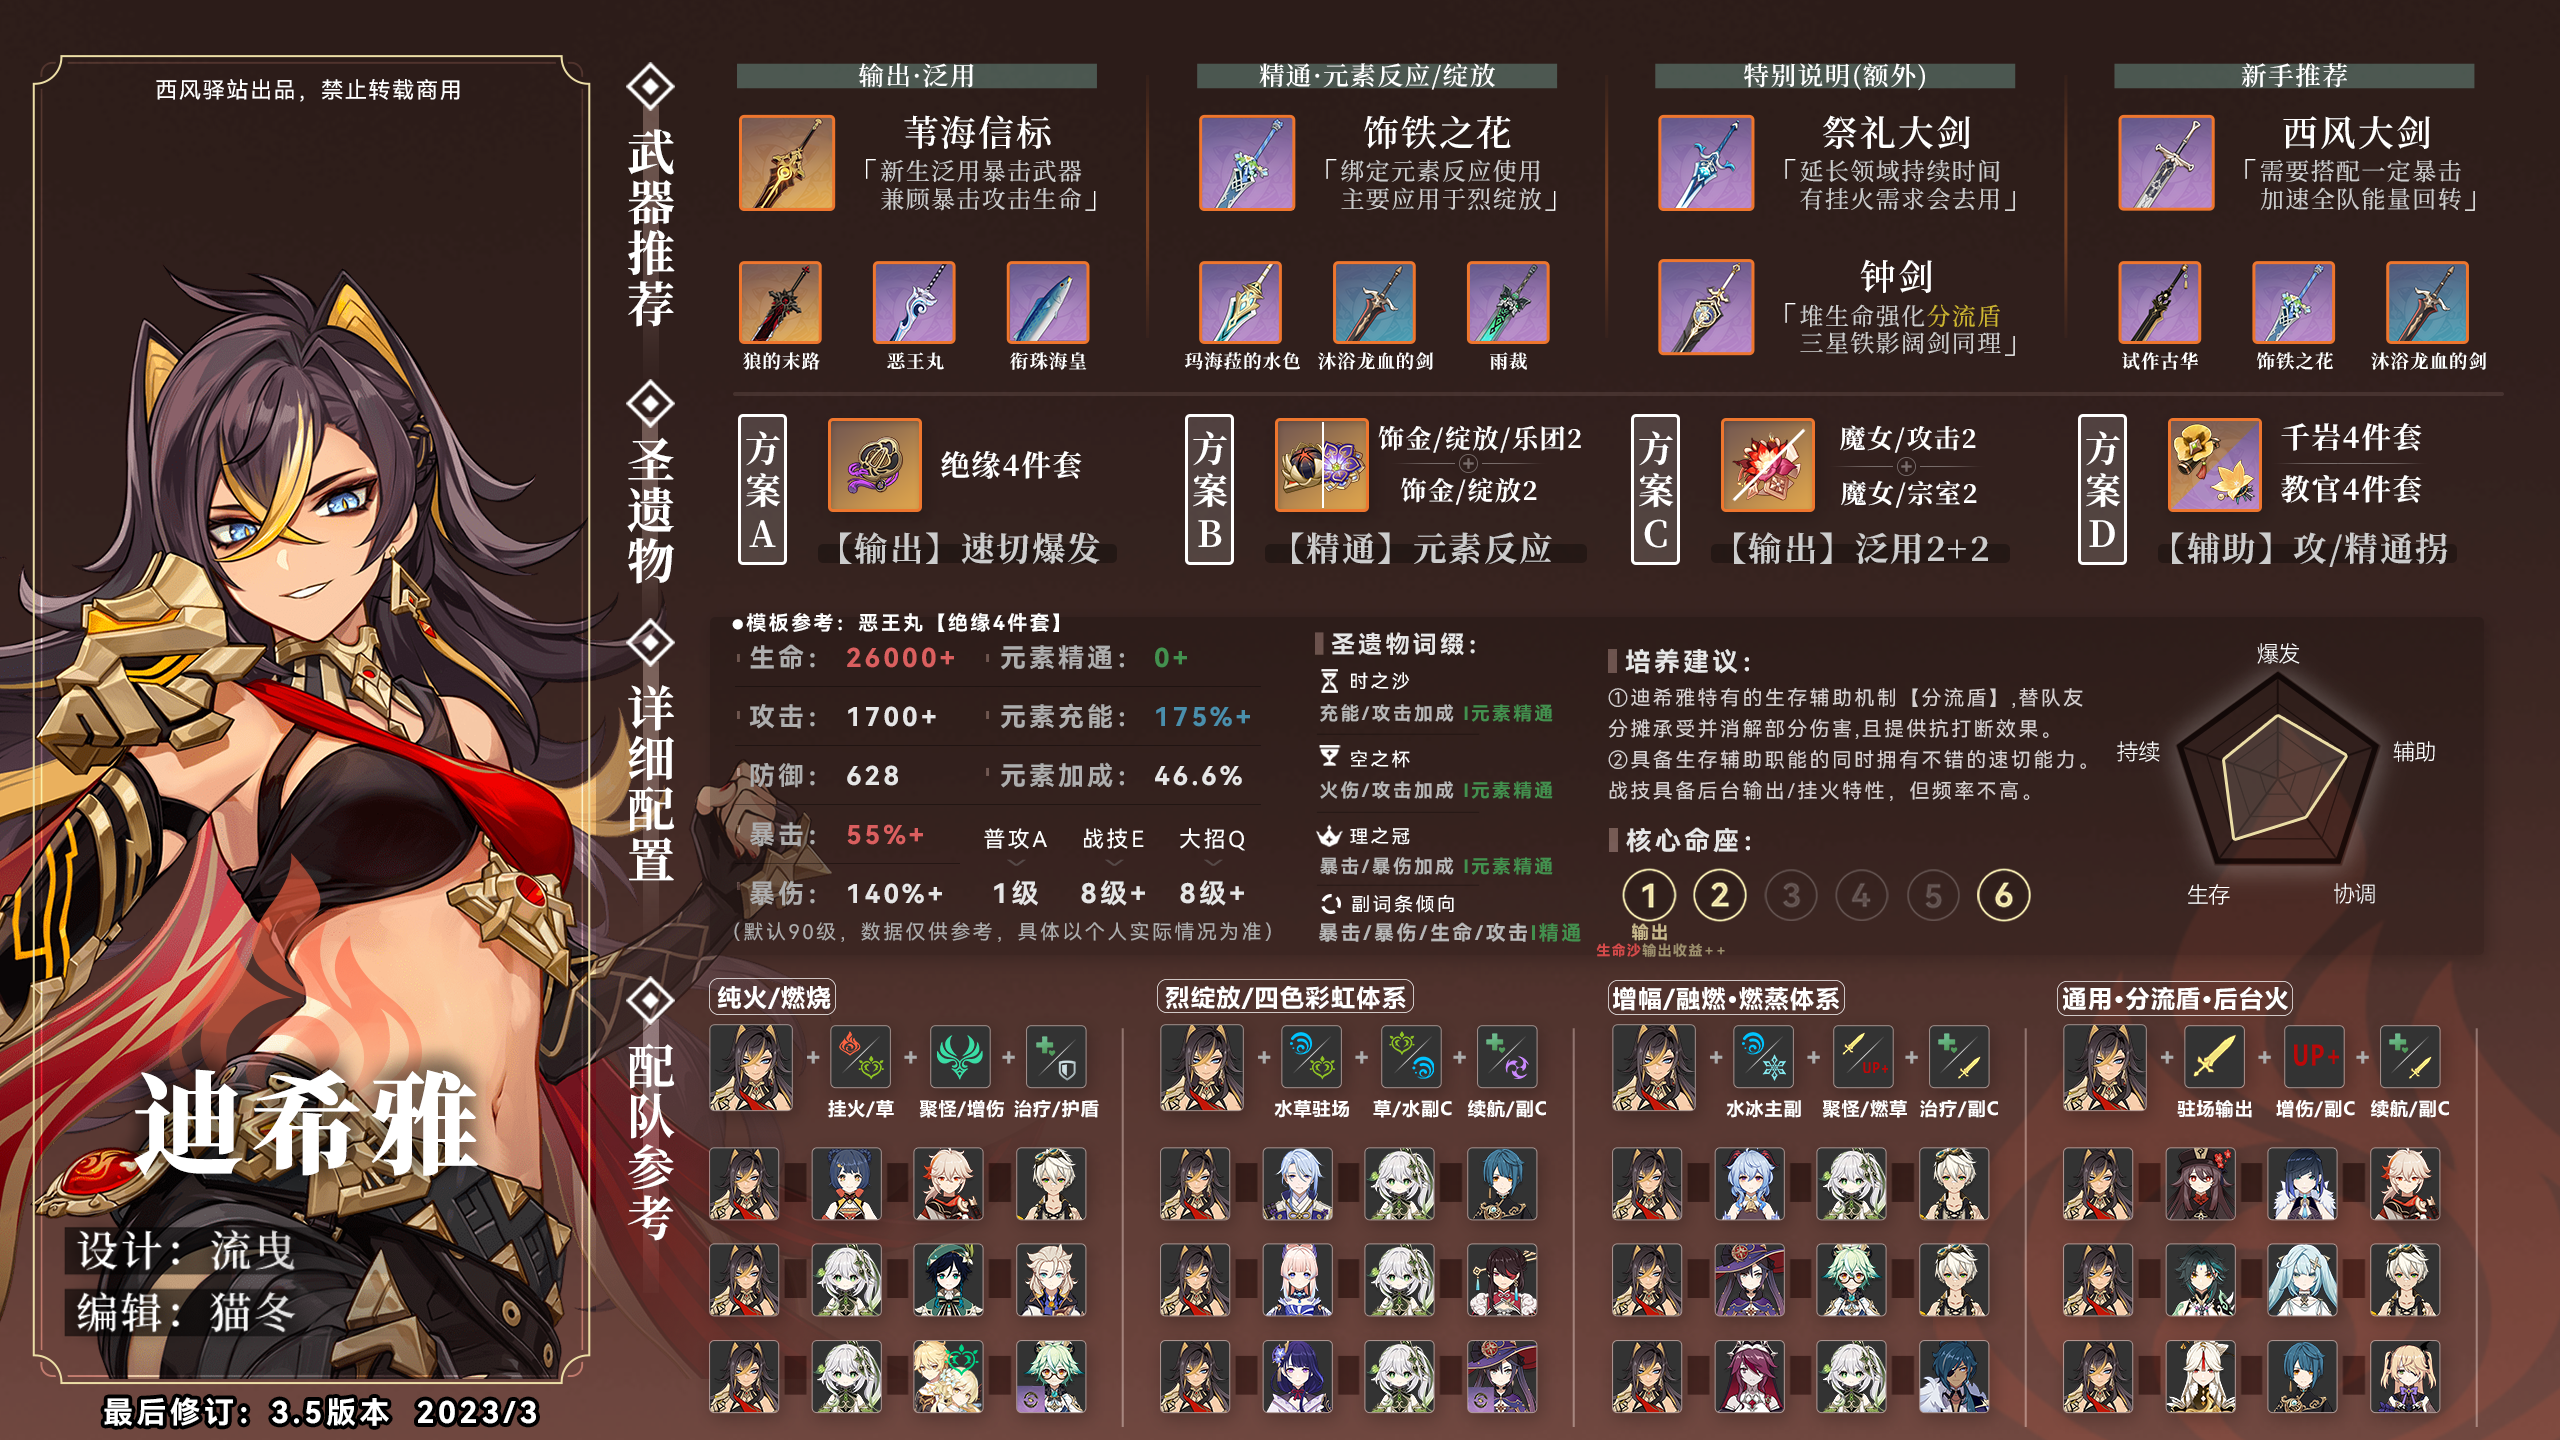 西风驿站出品，禁止转载商用
迪希雅
设计：流曳
编辑：猫冬
最后修订：3.5版本 2023/3
武器推荐
输出·泛用
苇海信标
「新生泛用暴击武器
兼顾暴击攻击生命」
狼的末路
恶王丸
衔珠海皇
精通·元素反应/绽放
饰铁之花
「绑定元素反应使用
主要应用于烈绽放」
玛海菈的水色
沐浴龙血的剑
雨裁
特别说明(额外)
祭礼大剑
「延长领域持续时间
有挂火需求会去用」
钟剑
「堆生命强化分流盾
三星铁影阔剑同理」
新手推荐
西风大剑
「需要搭配一定暴击
加速全队能量回转」
试作古华
饰铁之花
沐浴龙血的剑
圣遗物
方案A
绝缘4件套
【输出】速切爆发
方案B
饰金/绽放/乐团2
饰金/绽放2
【精通】元素反应
方案C
魔女/攻击2
魔女/宗室2
【输出】泛用2+2
方案D
千岩4件套
教官4件套
【辅助】攻/精通拐
详细配置
●模板参考：恶王丸【绝缘4件套】
生命： 26000+ 元素精通： 0+
攻击： 1700+ 元素充能： 175%+
防御： 628 元素加成： 46.6%
暴击： 55%+ 普攻A 战技E 大招Q
暴伤： 140%+ 1级 8级+ 8级+
(默认90级，数据仅供参考，具体以个人实际情况为准)
圣遗物词缀：
时之沙
充能/攻击加成 |元素精通
空之杯
火伤/攻击加成 |元素精通
理之冠
暴击/暴伤加成 |元素精通
副词条倾向
暴击/暴伤/生命/攻击|精通
培养建议：
①迪希雅特有的生存辅助机制【分流盾】,替队友
分摊承受并消解部分伤害,且提供抗打断效果。
②具备生存辅助职能的同时拥有不错的速切能力。
战技具备后台输出/挂火特性，但频率不高。
核心命座：
1 2 3 4 5 6
输出
生命沙输出收益++
爆发
持续
辅助
生存
协调
配队参考
纯火/燃烧
挂火/草 聚怪/增伤 治疗/护盾
烈绽放/四色彩虹体系
水草驻场 草/水副C 续航/副C
增幅/融燃·燃蒸体系
UP+
水冰主副 聚怪/燃草 治疗/副C
通用·分流盾·后台火
UP+
驻场输出 增伤/副C 续航/副C